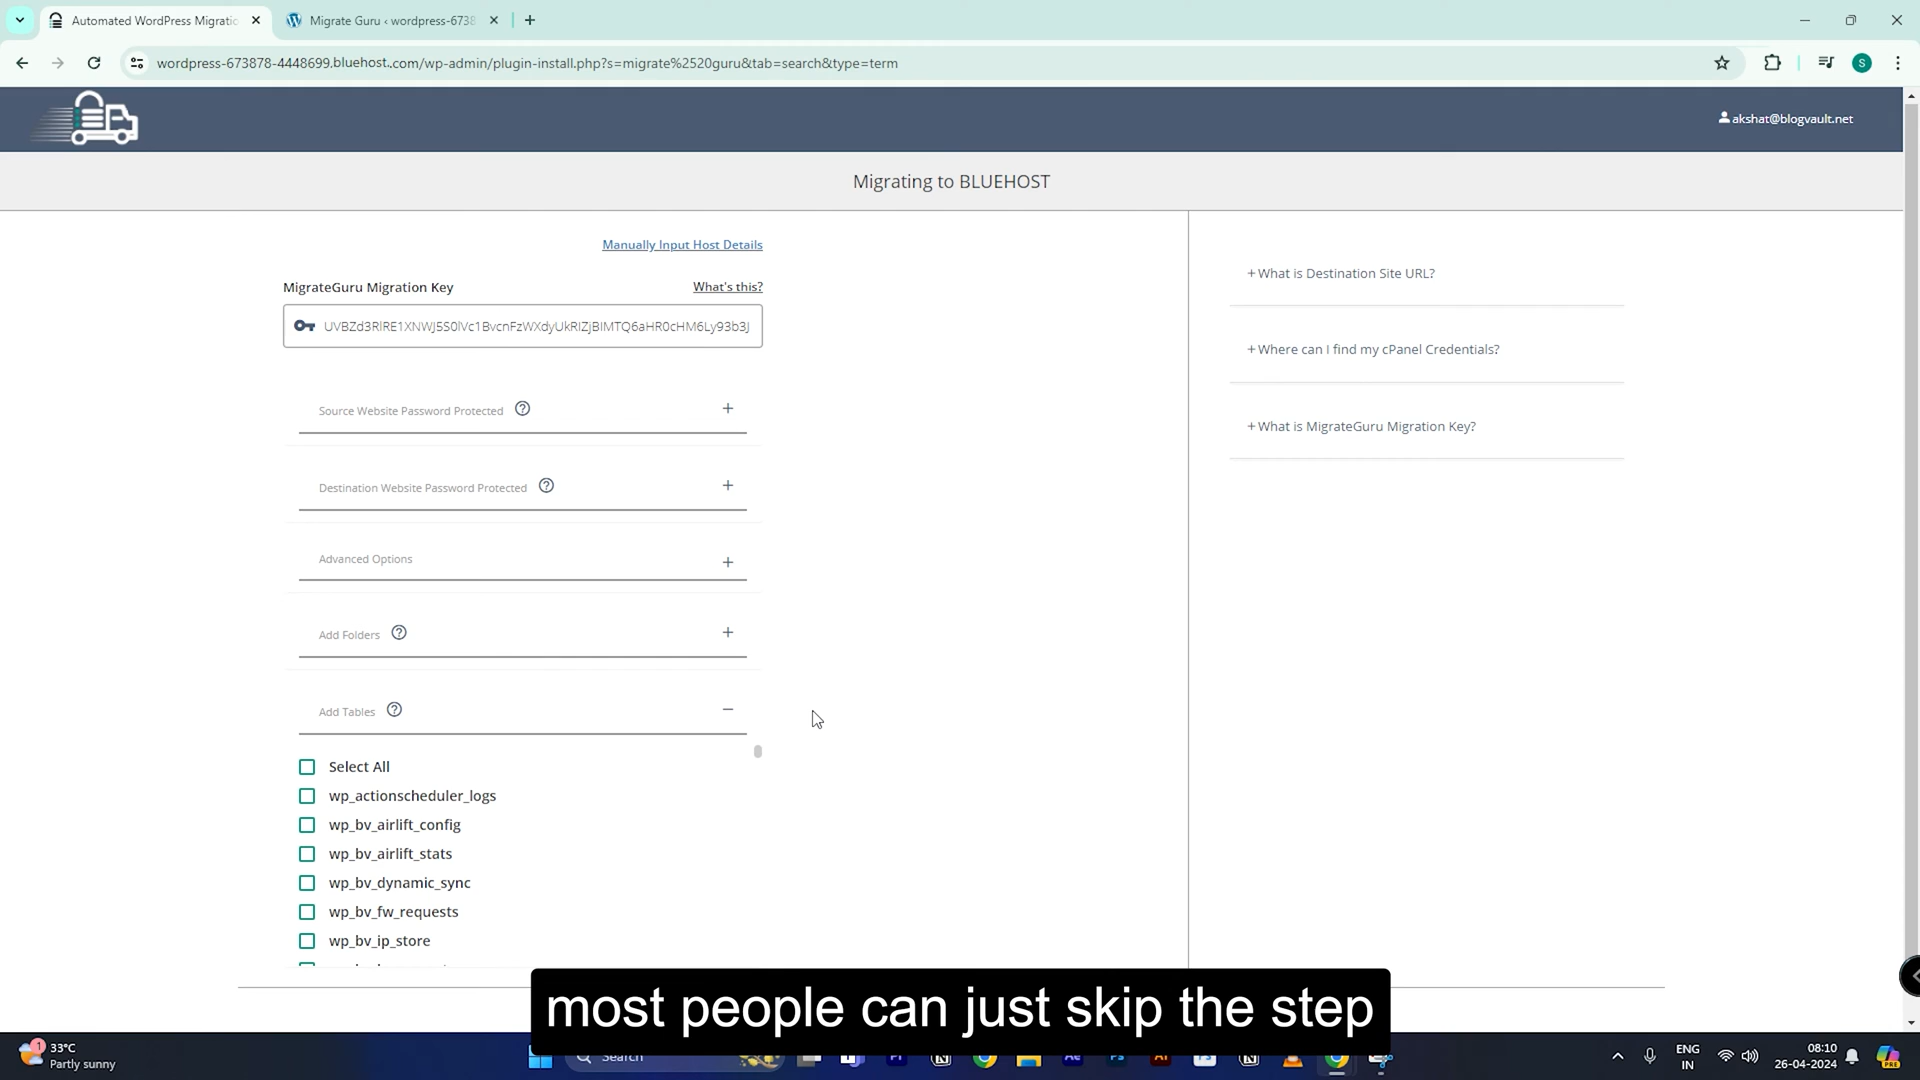 Automated WordPress Migratio
Migrate Guru ‹ wordpress-6738
wordpress-673878-4448699.bluehost..com/wp-admin/plugin-install.php?s=migrate%2520guru&tab=search&type=term
S
akshat@blogvault.net
Migrating to BLUEHOST
Manually Input Host Details
MigrateGuru Migration Key
What's this?
UVBZd3RlRE1XNWJ5S0lVc1BvcnFzWXdyUkRIZjBIMTQ6aHR0cHM6Ly93b3J
Source Website Password Protected
Destination Website Password Protected
Advanced Options
Add Folders
Add Tables
Select All
wp_actionscheduler_logs
wp_bv_airlift_config
wp_bv_airlift_stats
wp_bv_dynamic_sync
wp_bv_fw_requests
wp_bv_ip_store
+ What is Destination Site URL?
+ Where can I find my cPanel Credentials?
+ What is MigrateGuru Migration Key?
most people can just skip the step
1
33°C
Partly sunny
Search
ENG
IN
08:10
26-04-2024
PRE